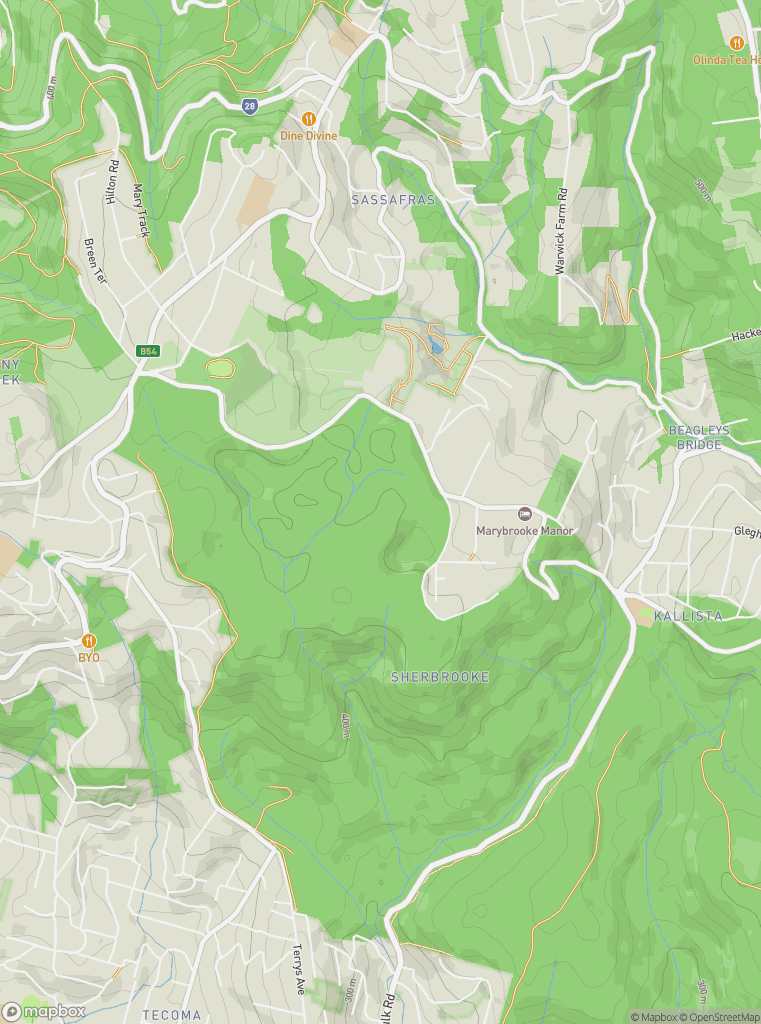 400 m
28
Dine Divine
Olinda Tea Ho
Hilton Rd
Mary Track
SASSAFRAS
500 m
Warwick Farm Rd
Breen Ter
B54
Hacke
NY
EK
BEAGLEYS
BRIDGE
Marybrooke Manor
Glegh
KALLISTA
BYO
SHERBROOKE
400 m
Terrys Ave
300 m
ulk Rd
300 m
TECOMA
mapbox
© Mapbox © OpenStreetMap